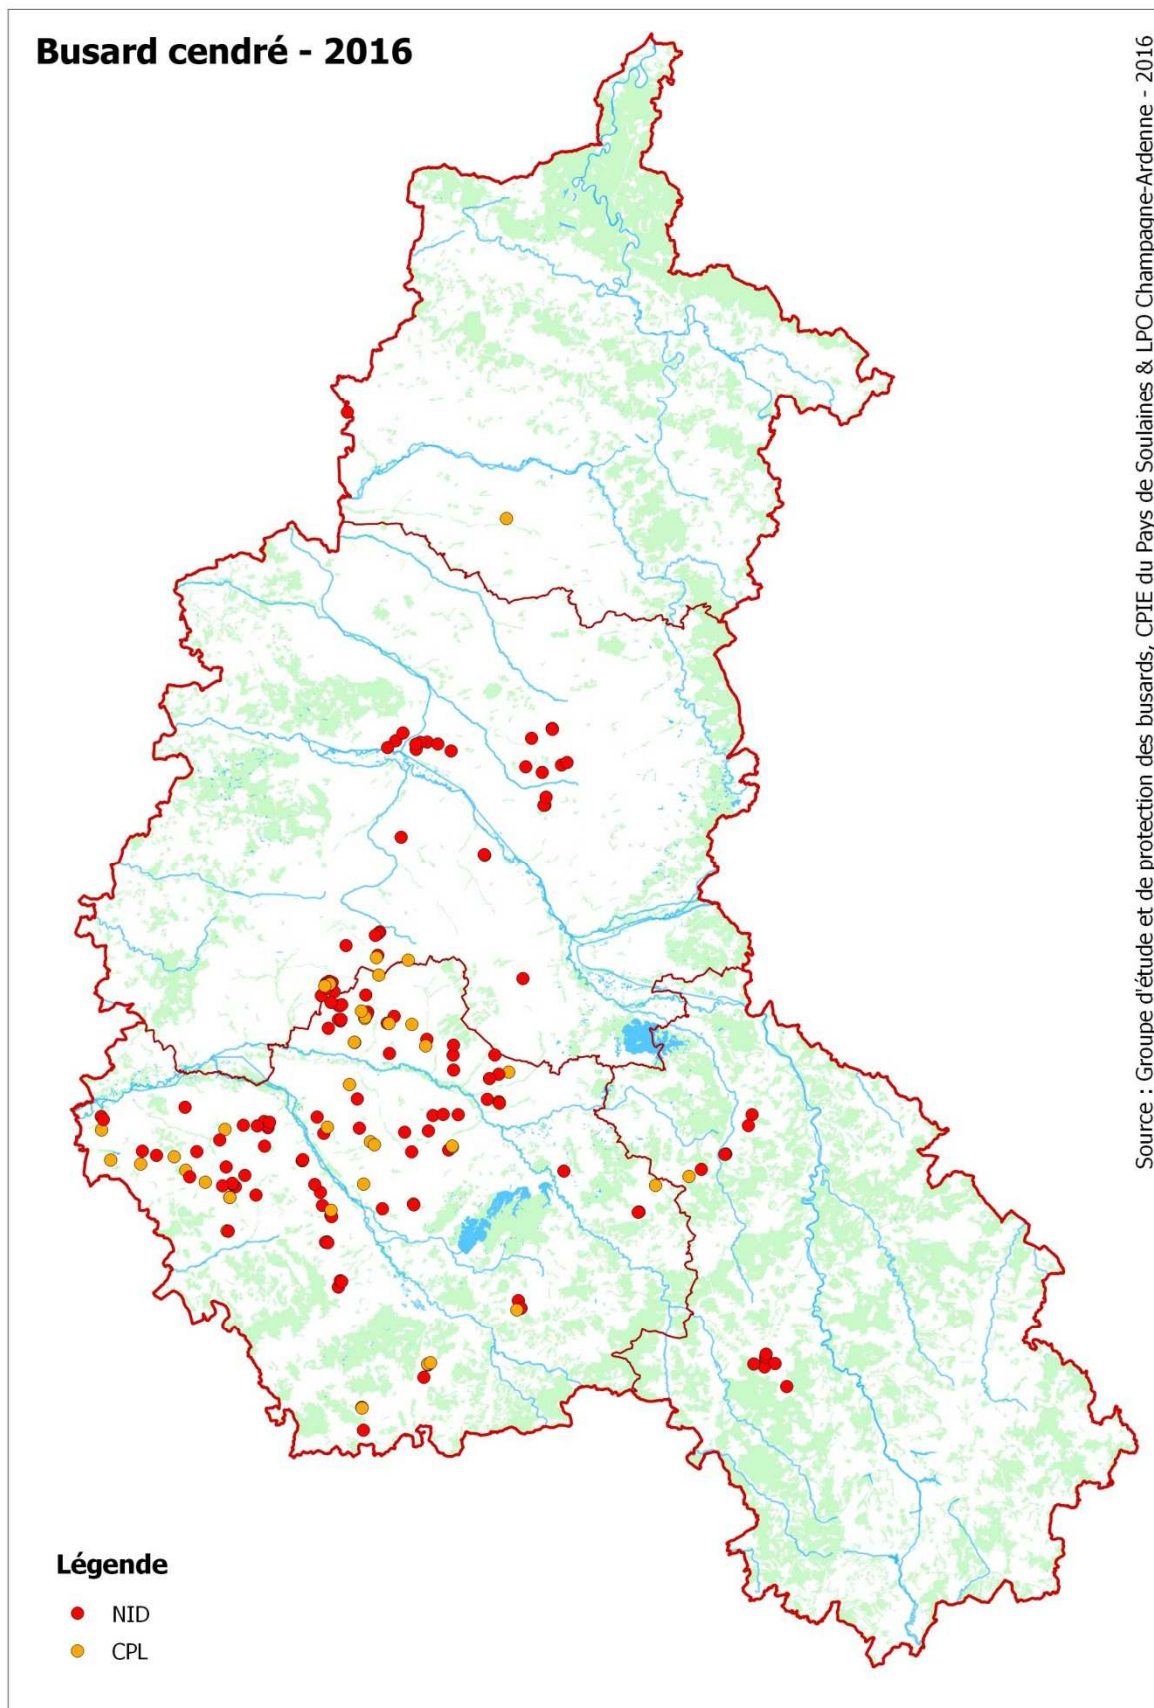 Busard cendré - 2016
Source : Groupe d'étude et de protection des busards, CPIE du Pays de Soulaines & LPO Champagne-Ardenne - 2016
Légende
NID
CPL